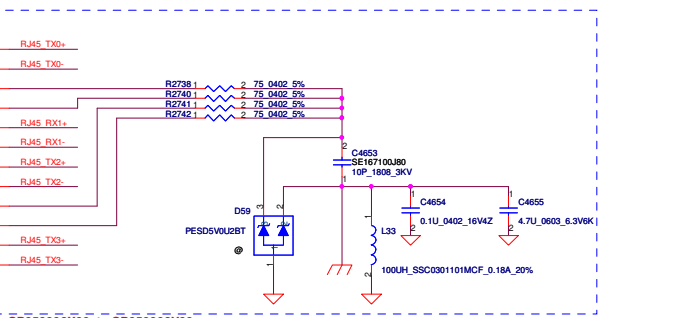 RJ45_TX0+
RJ45_TX0-
R2738 1 2 75_0402_5%
R2740 1 2 75_0402_5%
R2741 1 2 75_0402_5%
R2742 1 2 75_0402_5%
RJ45_RX1+
RJ45_RX1-
RJ45_TX2+
RJ45_TX2-
RJ45_TX3+
RJ45_TX3-
2
C4653
SE167100J80
10P_1808_3KV
1
D59
3
2
PESD5V0U2BT
@
1
1
1
L33
2
100UH_SSC0301101MCF_0.18A_20%
1
C4654
0.1U_0402_16V4Z
2
1
C4655
4.7U_0603_6.3V6K
2